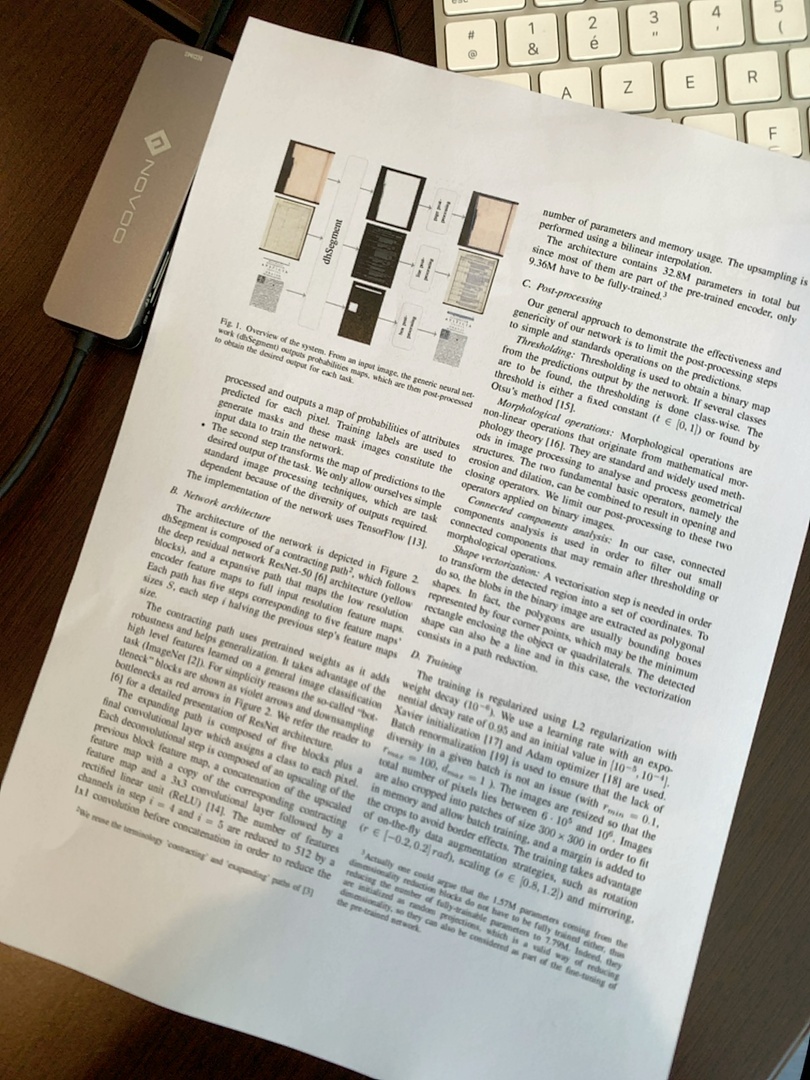 NOVOO
HDMI
esc
#
@
1
&
2
é
3
"
4
'
5
(
A
Z
E
R
F
dhSegment
Page post-
processing
line post-
processing
box post-
processing
Fig. 1. Overview of the system. From an input image, the generic neural net-
work (dhSegment) outputs probabilities maps, which are then post-processed
to obtain the desired output for each task.
processed and outputs a map of probabilities of attributes
predicted for each pixel. Training labels are used to
generate masks and these mask images constitute the
input data to train the network.
• The second step transforms the map of predictions to the
desired output of the task. We only allow ourselves simple
standard image processing techniques, which are task
dependent because of the diversity of outputs required.
The implementation of the network uses TensorFlow [13].
B. Network architecture
The architecture of the network is depicted in Figure 2.
dhSegment is composed of a contracting path², which follows
the deep residual network ResNet-50 [6] architecture (yellow
blocks), and a expansive path that maps the low resolution
encoder feature maps to full input resolution feature maps.
Each path has five steps corresponding to five feature maps'
sizes S, each step i halving the previous step's feature maps
size.
The contracting path uses pretrained weights as it adds
robustness and helps generalization. It takes advantage of the
high level features learned on a general image classification
task (ImageNet [2]). For simplicity reasons the so-called "bot-
tleneck" blocks are shown as violet arrows and downsampling
bottlenecks as red arrows in Figure 2. We refer the reader to
[6] for a detailed presentation of ResNet architecture.
The expanding path is composed of five blocks plus a
final convolutional layer which assigns a class to each pixel.
Each deconvolutional step is composed of an upscaling of the
previous block feature map, a concatenation of the upscaled
feature map with a copy of the corresponding contracting
feature map and a 3x3 convolutional layer followed by a
rectified linear unit (ReLU) [14]. The number of features
channels in step i = 4 and i = 5 are reduced to 512 by a
1x1 convolution before concatenation in order to reduce the
²We reuse the terminology 'contracting' and 'exapanding' paths of [3]
number of parameters and memory usage. The upsampling is
performed using a bilinear interpolation.
The architecture contains 32.8M parameters in total but
since most of them are part of the pre-trained encoder, only
9.36M have to be fully-trained.³
C. Post-processing
Our general approach to demonstrate the effectiveness and
genericity of our network is to limit the post-processing steps
to simple and standards operations on the predictions.
Thresholding: Thresholding is used to obtain a binary map
from the predictions output by the network. If several classes
are to be found, the thresholding is done class-wise. The
threshold is either a fixed constant (t ∈ [0, 1]) or found by
Otsu's method [15].
Morphological operations: Morphological operations are
non-linear operations that originate from mathematical mor-
phology theory [16]. They are standard and widely used meth-
ods in image processing to analyse and process geometrical
structures. The two fundamental basic operators, namely the
erosion and dilation, can be combined to result in opening and
closing operators. We limit our post-processing to these two
operators applied on binary images.
Connected components analysis: In our case, connected
components analysis is used in order to filter out small
connected components that may remain after thresholding or
morphological operations.
Shape vectorization: A vectorisation step is needed in order
to transform the detected region into a set of coordinates. To
do so, the blobs in the binary image are extracted as polygonal
shapes. In fact, the polygons are usually bounding boxes
represented by four corner points, which may be the minimum
rectangle enclosing the object or quadrilaterals. The detected
shape can also be a line and in this case, the vectorization
consists in a path reduction.
D. Training
The training is regularized using L2 regularization with
weight decay (10⁻⁶). We use a learning rate with an expo-
nential decay rate of 0.95 and an initial value in [10⁻⁵, 10⁻⁴].
Xavier initialization [17] and Adam optimizer [18] are used.
Batch renormalization [19] is used to ensure that the lack of
diversity in a given batch is not an issue (with r_min = 0.1,
r_max = 100, d_max = 1). The images are resized so that the
total number of pixels lies between 6 · 10⁵ and 10⁶. Images
are also cropped into patches of size 300 × 300 in order to fit
in memory and allow batch training, and a margin is added to
the crops to avoid border effects. The training takes advantage
of on-the-fly data augmentation strategies, such as rotation
(r ∈ [−0.2, 0.2] rad), scaling (s ∈ [0.8, 1.2]) and mirroring,
³Actually one could argue that the 1.57M parameters coming from the
dimensionality reduction blocks do not have to be fully trained either, thus
reducing the number of fully-trainable parameters to 7.79M. Indeed, they
are initialized as random projections, which is a valid way of reducing
dimensionality, so they can also be considered as part of the fine-tuning of
the pre-trained network.